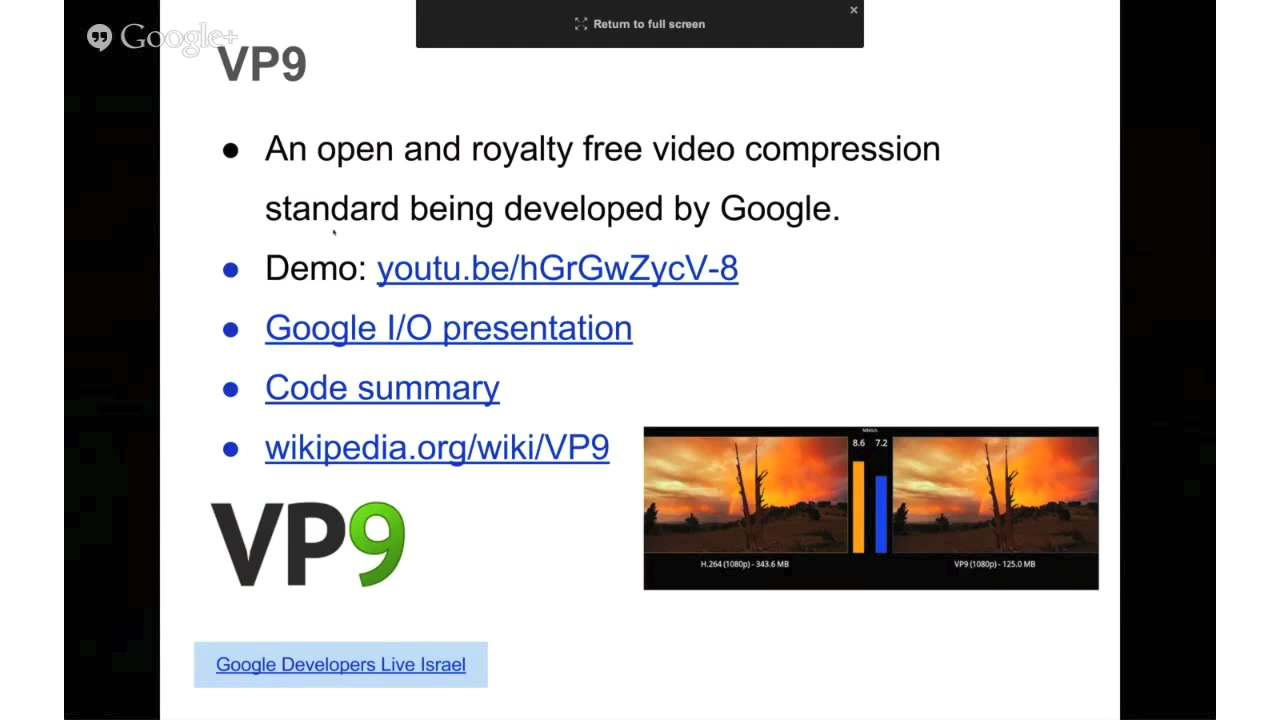 Google+
Return to full screen
VP9
An open and royalty free video compression
standard being developed by Google.
Demo: youtu.be/hGrGwZycV-8
Google I/O presentation
Code summary
wikipedia.org/wiki/VP9
8.6 7.2
H.264 (1080p) - 343.6 MB
VP9 (1080p) - 125.0 MB
VP9
Google Developers Live Israel